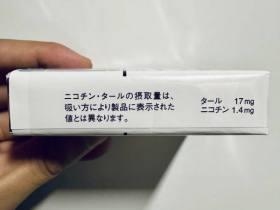 ニコチン・タールの摂取量は、
吸い方により製品に表示された
値とは異なります。
タール 17mg
ニコチン 1.4mg